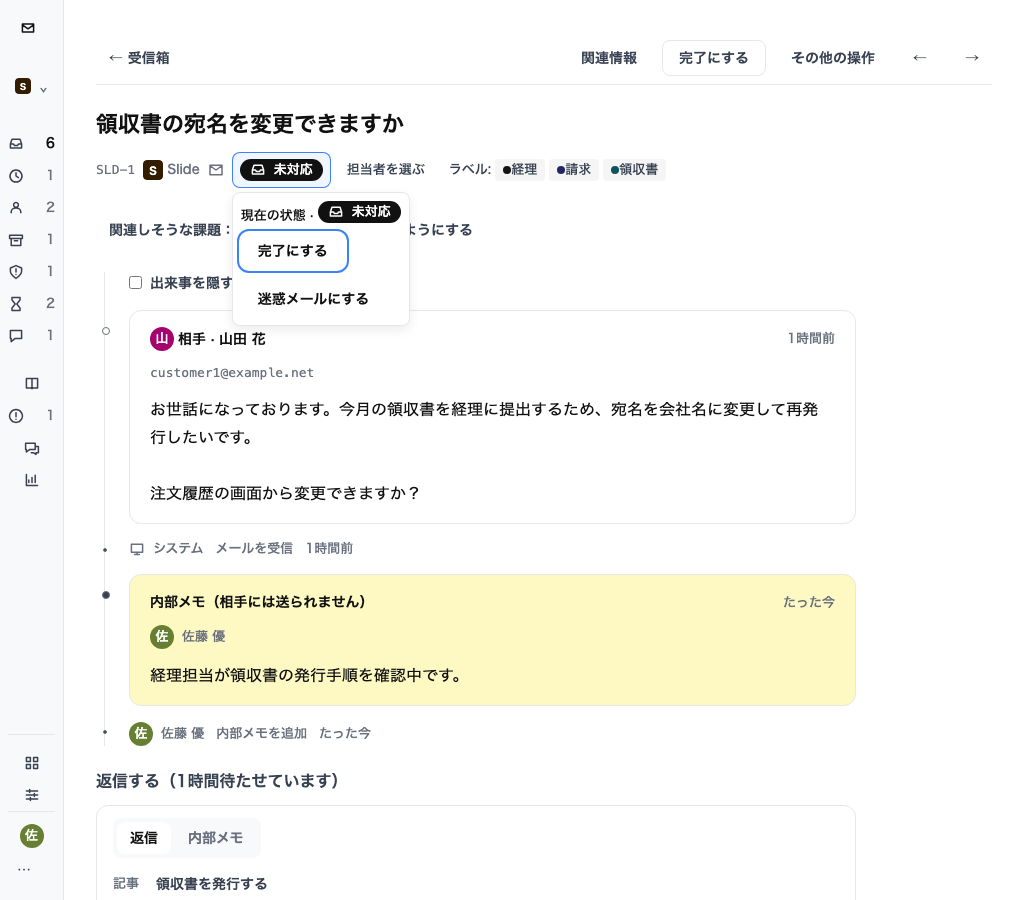 S
6
1
2
1
1
2
1
1
佐
← 受信箱
関連情報
完了にする
その他の操作
←
→
領収書の宛名を変更できますか
SLD-1
S
Slide
未対応
担当者を選ぶ
ラベル:
経理
請求
領収書
現在の状態 ·
未対応
完了にする
迷惑メールにする
関連しそうな課題：
ようにする
出来事を隠す
山
相手 · 山田 花
1時間前
customer1@example.net
お世話になっております。今月の領収書を経理に提出するため、宛名を会社名に変更して再発
行したいです。
注文履歴の画面から変更できますか？
システム メールを受信 1時間前
内部メモ（相手には送られません）
たった今
佐
佐藤 優
経理担当が領収書の発行手順を確認中です。
佐
佐藤 優 内部メモを追加 たった今
返信する（1時間待たせています）
返信
内部メモ
記事
領収書を発行する